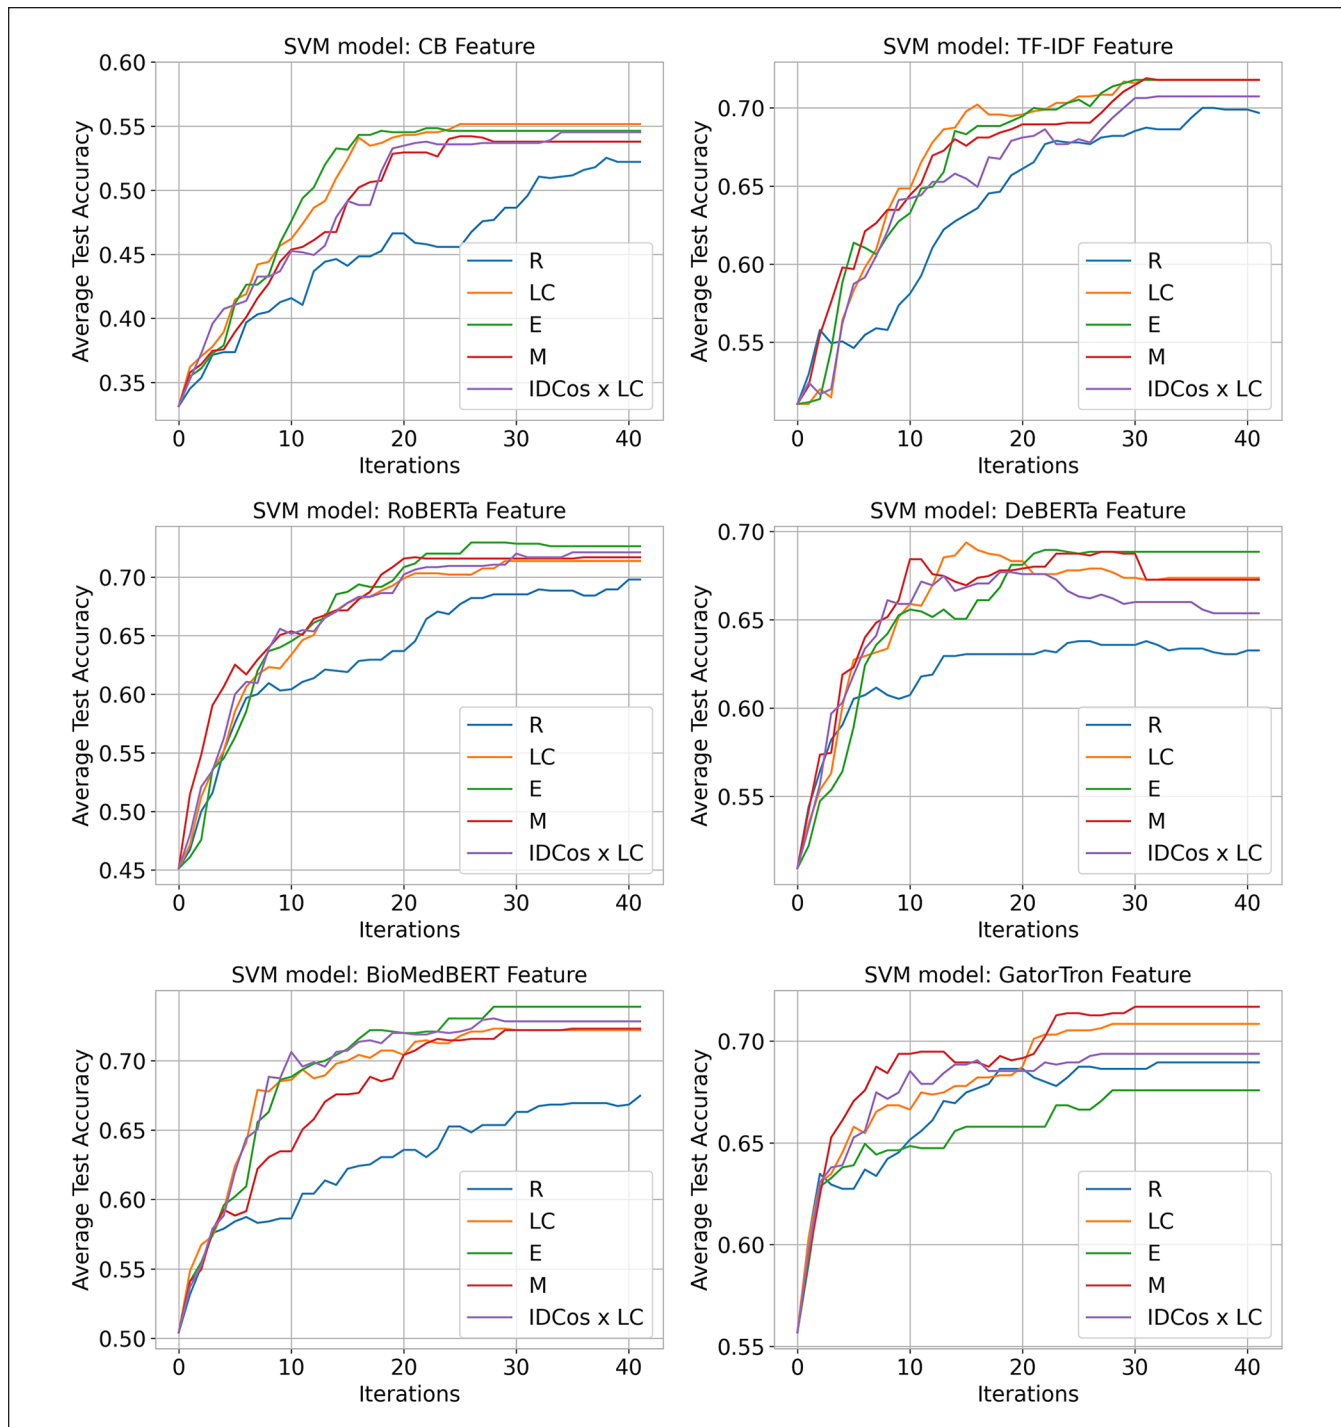 SVM model: CB Feature
Average Test Accuracy
0.60
0.55
0.50
0.45
0.40
0.35
0
10
20
30
40
Iterations
R
LC
E
M
IDCos x LC
SVM model: TF-IDF Feature
Average Test Accuracy
0.70
0.65
0.60
0.55
0
10
20
30
40
Iterations
R
LC
E
M
IDCos x LC
SVM model: RoBERTa Feature
Average Test Accuracy
0.70
0.65
0.60
0.55
0.50
0.45
0
10
20
30
40
Iterations
R
LC
E
M
IDCos x LC
SVM model: DeBERTa Feature
Average Test Accuracy
0.70
0.65
0.60
0.55
0
10
20
30
40
Iterations
R
LC
E
M
IDCos x LC
SVM model: BioMedBERT Feature
Average Test Accuracy
0.70
0.65
0.60
0.55
0.50
0
10
20
30
40
Iterations
R
LC
E
M
IDCos x LC
SVM model: GatorTron Feature
Average Test Accuracy
0.70
0.65
0.60
0.55
0
10
20
30
40
Iterations
R
LC
E
M
IDCos x LC